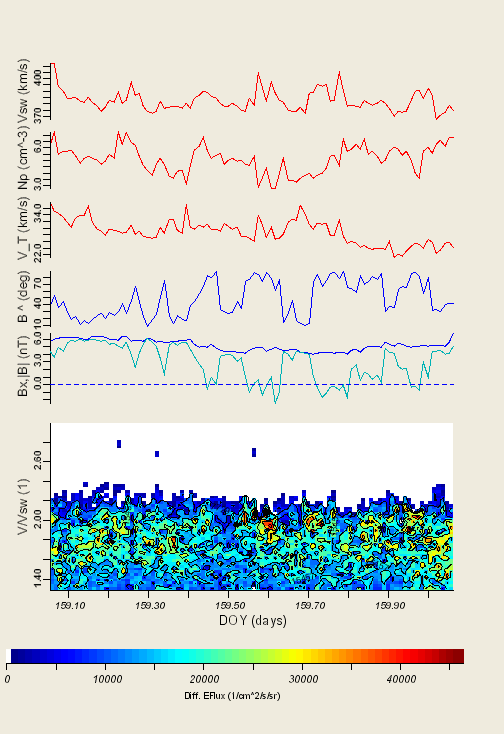 Vsw (km/s)
400
370
Np (cm^-3)
6.0
3.0
V_T (km/s)
34.0
22.0
B ^ (deg)
70
40
10
Bx,|B| (nT)
6.0
3.0
0.0
V/Vsw (1)
2.60
2.00
1.40
159.10 159.30 159.50 159.70 159.90
DOY (days)
0 10000 20000 30000 40000
Diff. EFlux (1/cm^2/s/sr)